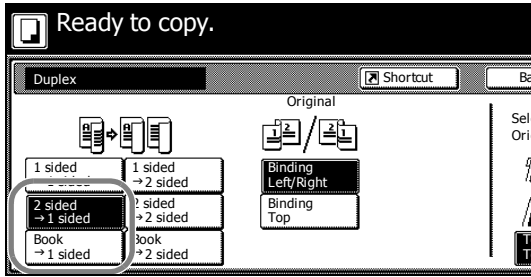 Ready to copy.
Duplex
Shortcut
Ba
Original
Sel
Ori
1 sided
1 sided
→2 sided
Binding
Left/Right
2 sided
→1 sided
2 sided
→2 sided
Binding
Top
Book
→1 sided
Book
→2 sided